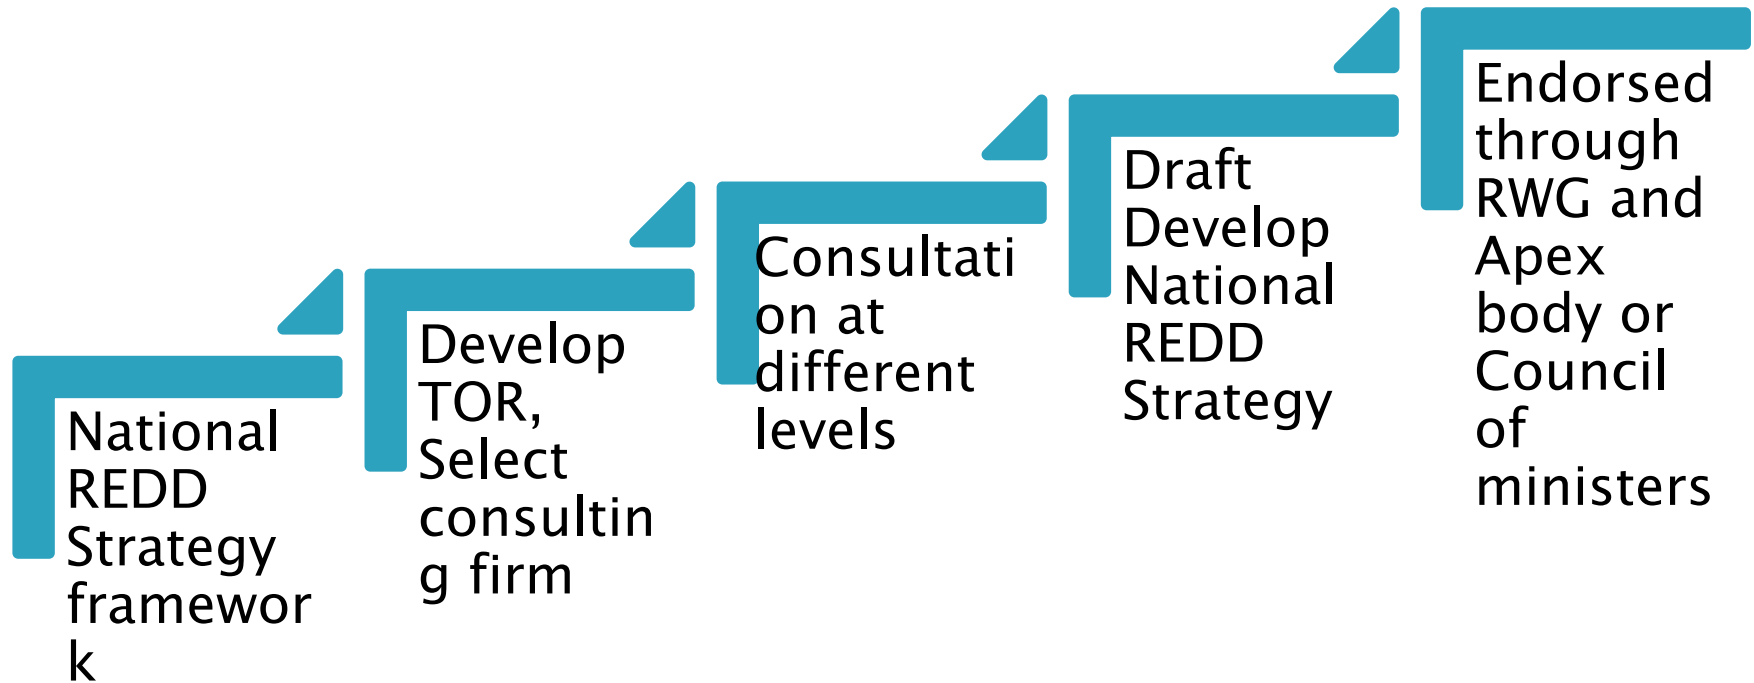 National
REDD
Strategy
framewor
k
Develop
TOR,
Select
consultin
g firm
Consultati
on at
different
levels
Draft
Develop
National
REDD
Strategy
Endorsed
through
RWG and
Apex
body or
Council
of
ministers